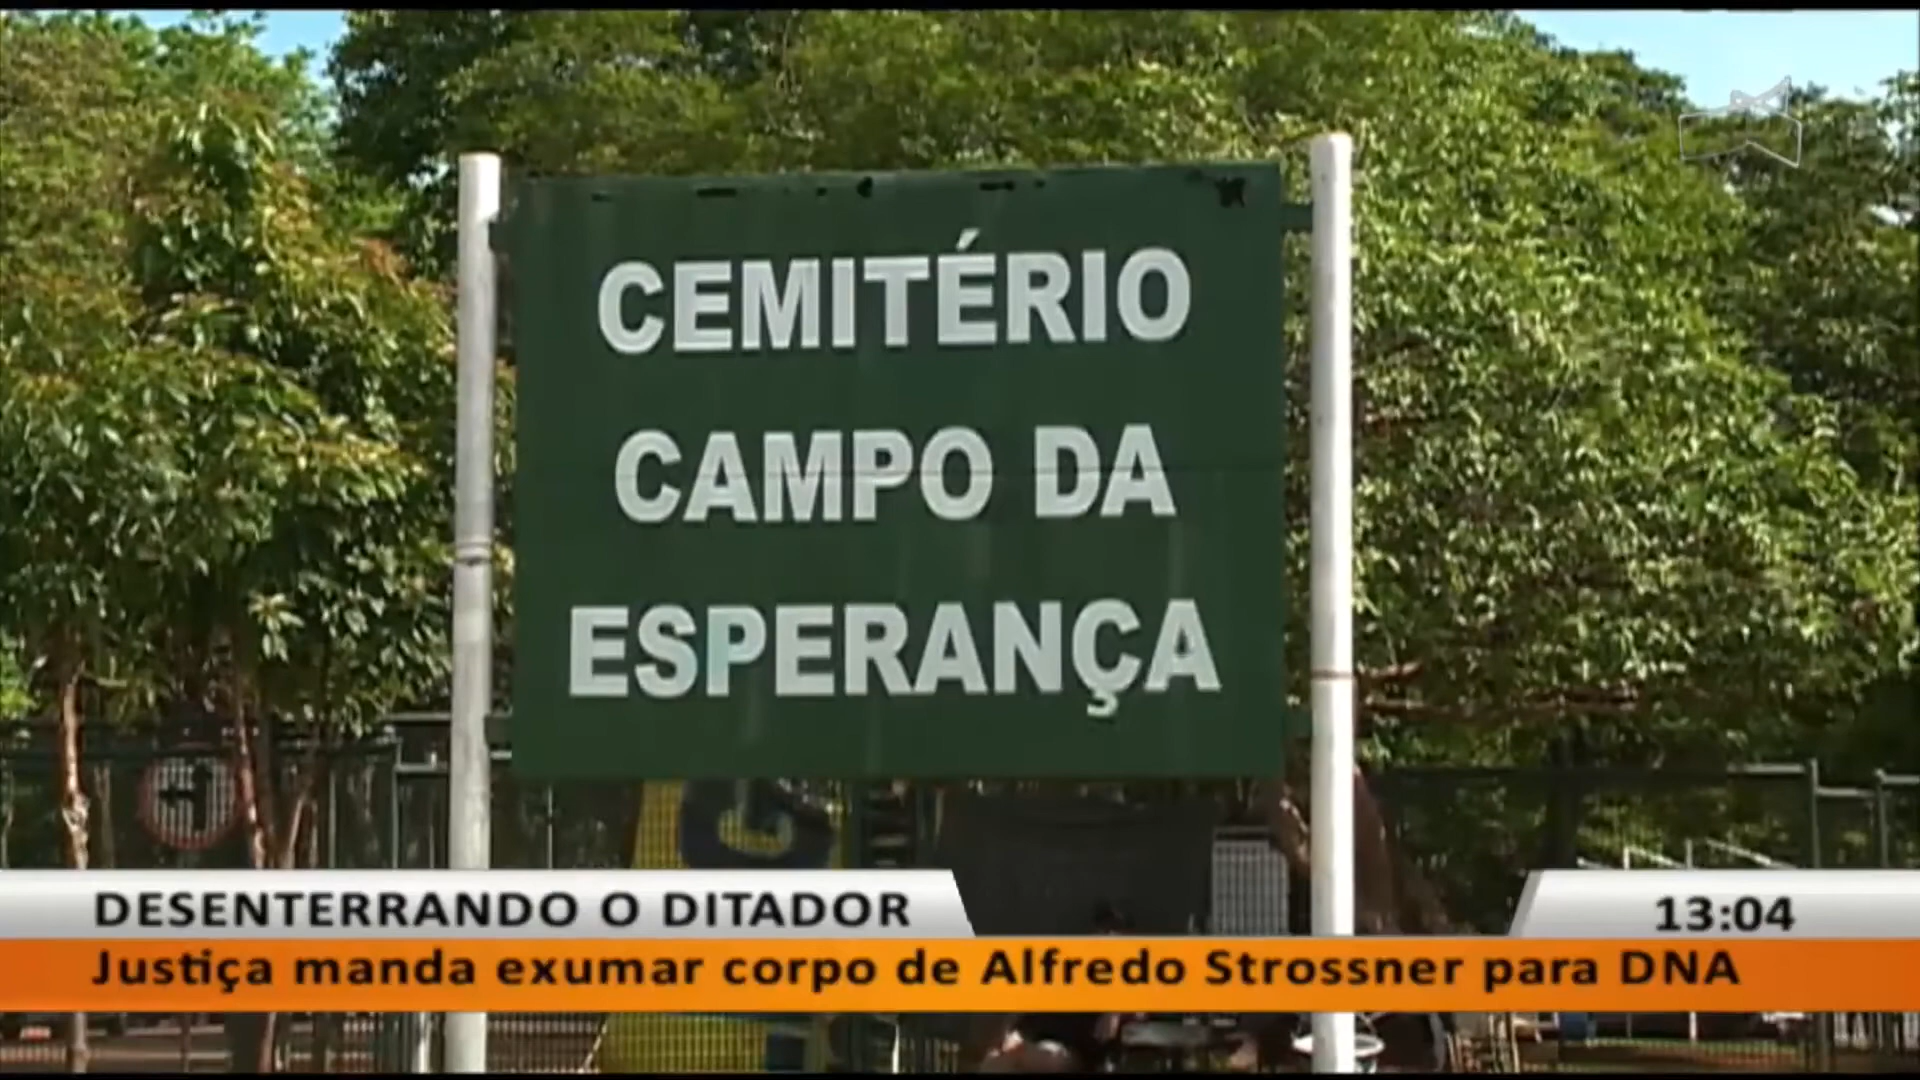 CEMITÉRIO
CAMPO DA
ESPERANÇA
G
DESENTERRANDO O DITADOR
13:04
Justiça manda exumar corpo de Alfredo Strossner para DNA